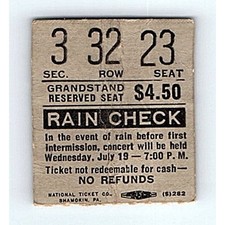 3 32 23
SEC. ROW SEAT
GRANDSTAND
RESERVED SEAT $4.50
RAIN CHECK
In the event of rain before first
intermission, concert will be held
Wednesday, July 19 — 7:00 P. M.
Ticket not redeemable for cash—
NO REFUNDS
NATIONAL TICKET CO.
SHAMOKIN, PA.
(5)262